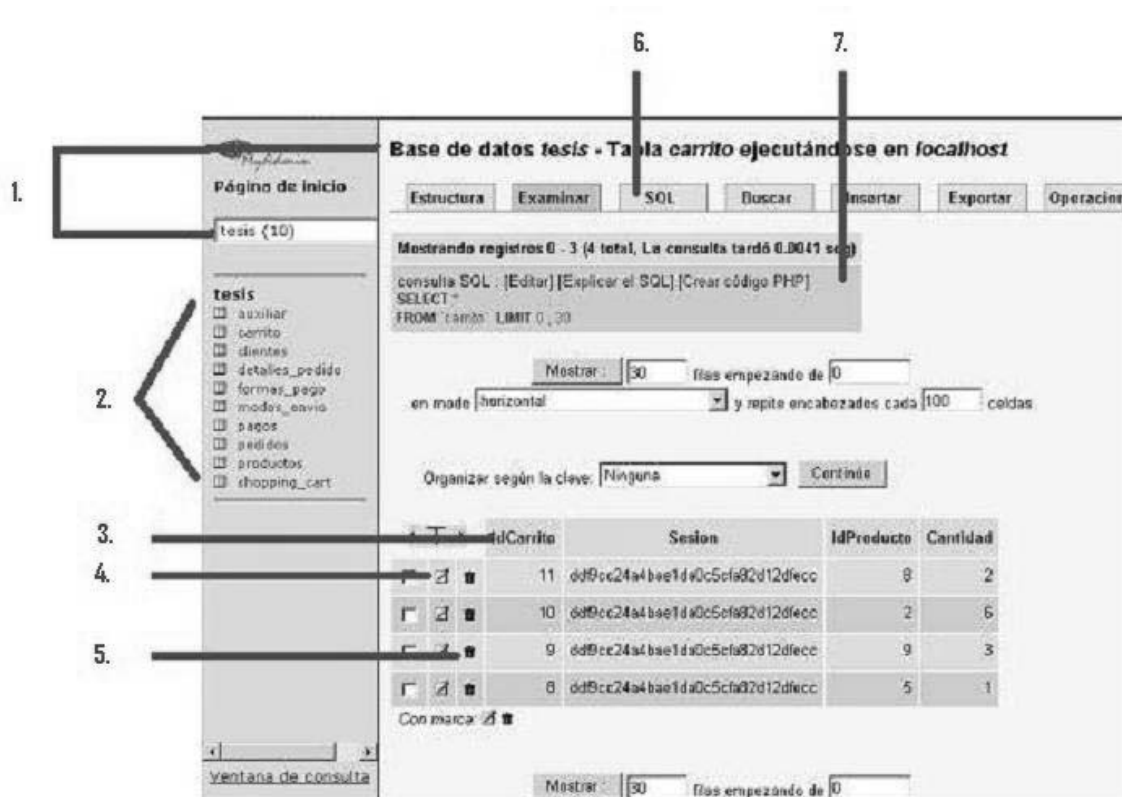 6.
7.
1.
MyAdmin
Página de inicio
tesis (10)
tesis
auxiliar
carrito
clientes
detalles_pedido
formas_pago
modos_envio
pagos
pedidos
productos
shopping_cart
2.
3.
4.
5.
Ventana de consulta
Base de datos tesis - Tabla carrito ejecutándose en localhost
Estructura Examinar SQL Buscar Insertar Exportar Operacion
Mostrando registros 0 - 3 (4 total, La consulta tardó 0.0041 seg)
consulta SQL : [Editar] [Explicar el SQL] [Crear código PHP]
SELECT *
FROM `carrito` LIMIT 0 , 30
Mostrar : 30 filas empezando de 0
en modo horizontal y repite encabezados cada 100 celdas
Organizar según la clave: Ninguna Continúe
IdCarrito Sesion IdProducto Cantidad
11 8 2
10 2 6
9 9 3
8 5 1
Con marca:
Mostrar : 30 filas empezando de 0